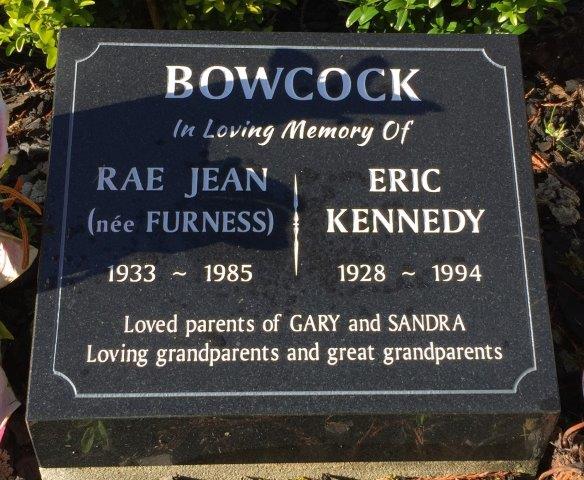 BOWCOCK
In Loving Memory Of
RAE JEAN
(née FURNESS)
1933 ~ 1985
ERIC
KENNEDY
1928 ~ 1994
Loved parents of GARY and SANDRA
Loving grandparents and great grandparents